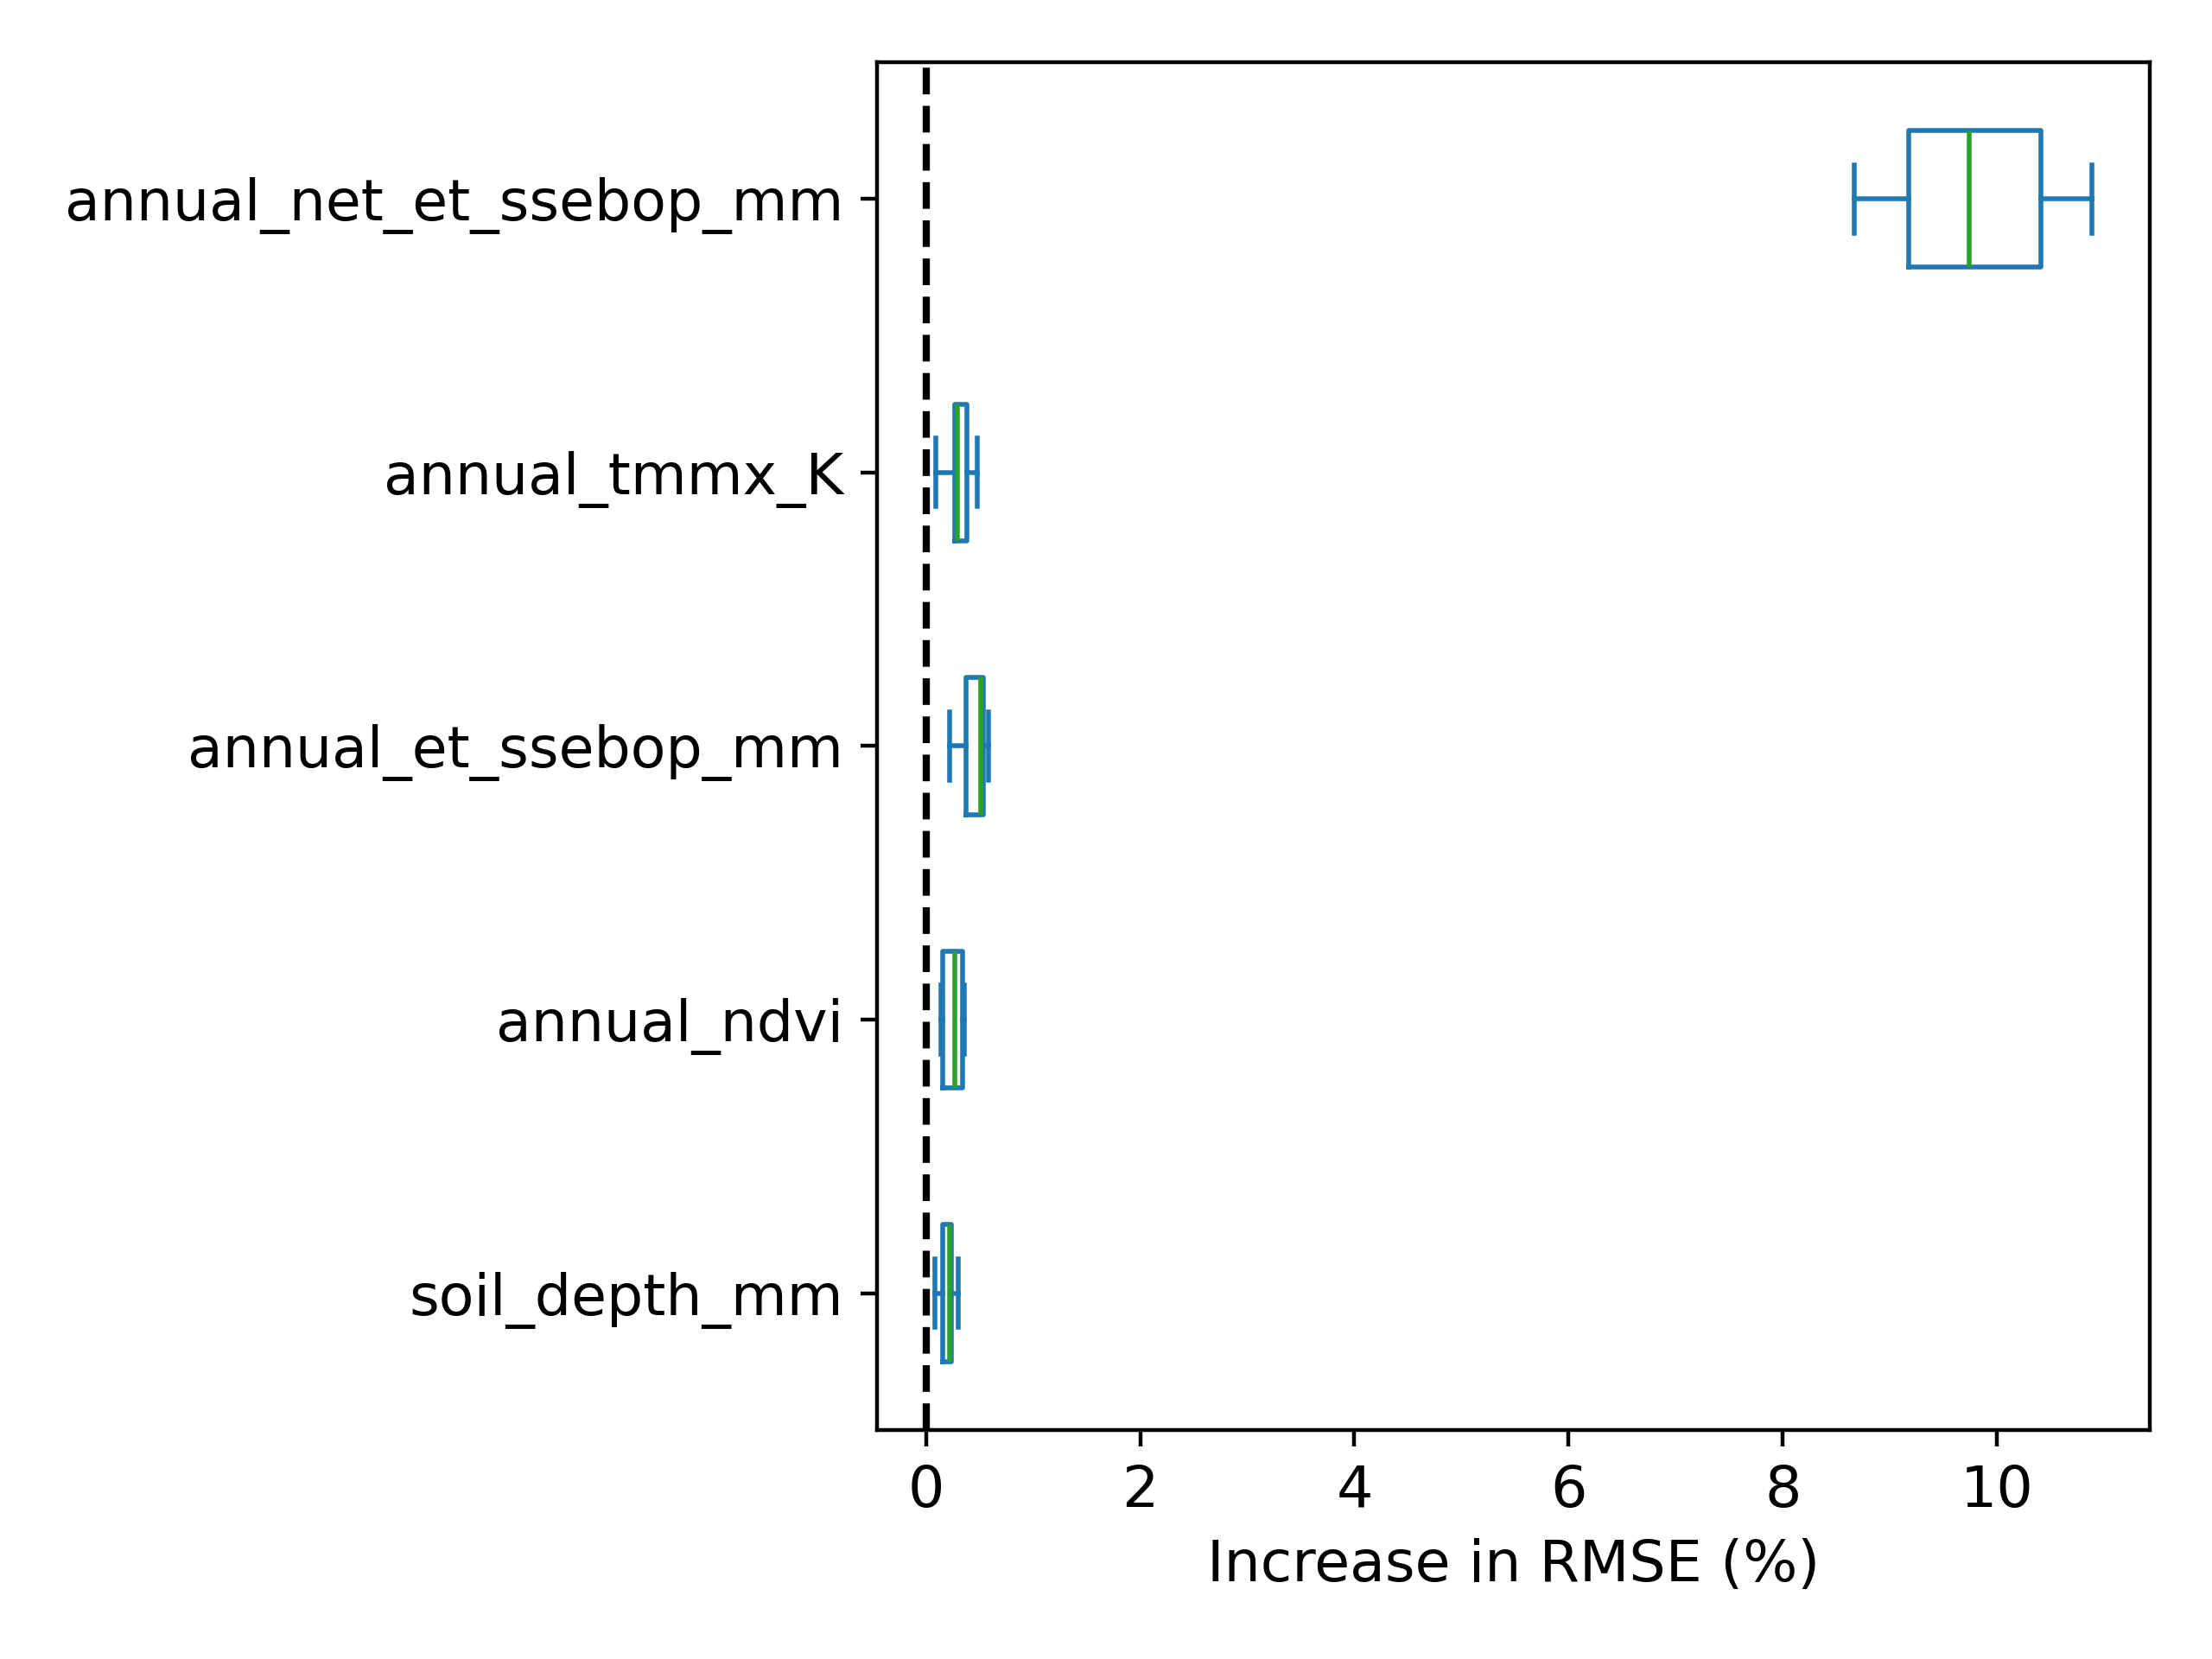 annual_net_et_ssebop_mm
annual_tmmx_K
annual_et_ssebop_mm
annual_ndvi
soil_depth_mm
0 2 4 6 8 10
Increase in RMSE (%)